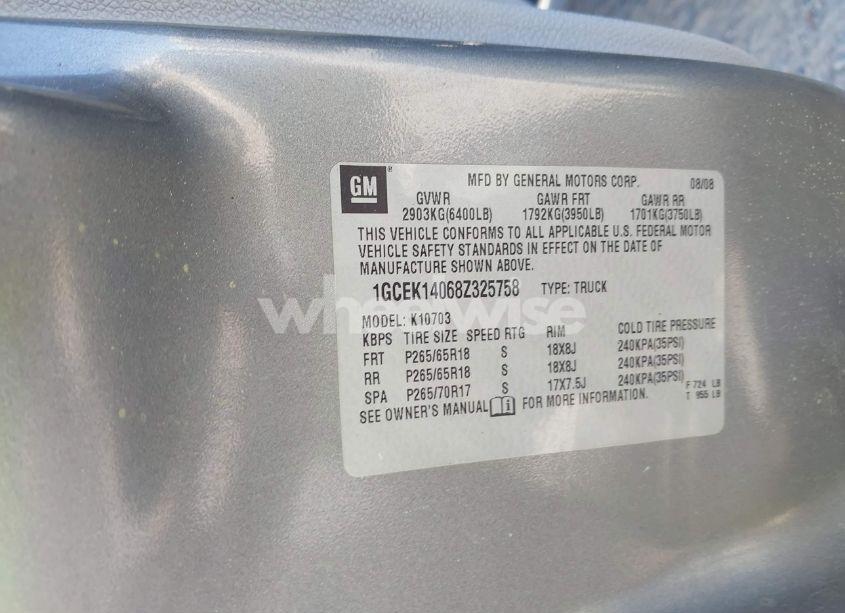 GM ® MFD BY GENERAL MOTORS CORP. 08/08
GVWR GAWR FRT GAWR RR
2903KG(6400LB) 1792KG(3950LB) 1701KG(3750LB)
THIS VEHICLE CONFORMS TO ALL APPLICABLE U.S. FEDERAL MOTOR
VEHICLE SAFETY STANDARDS IN EFFECT ON THE DATE OF
MANUFACTURE SHOWN ABOVE.
1GCEK14068Z325758 TYPE: TRUCK
wheelwise
MODEL: K10703
KBPS TIRE SIZE SPEED RTG RIM COLD TIRE PRESSURE
FRT P265/65R18 S 18X8J 240KPA(35PSI)
RR P265/65R18 S 18X8J 240KPA(35PSI)
SPA P265/70R17 S 17X7.5J 240KPA(35PSI)
SEE OWNER'S MANUAL i FOR MORE INFORMATION. F 724 LB
T 955 LB